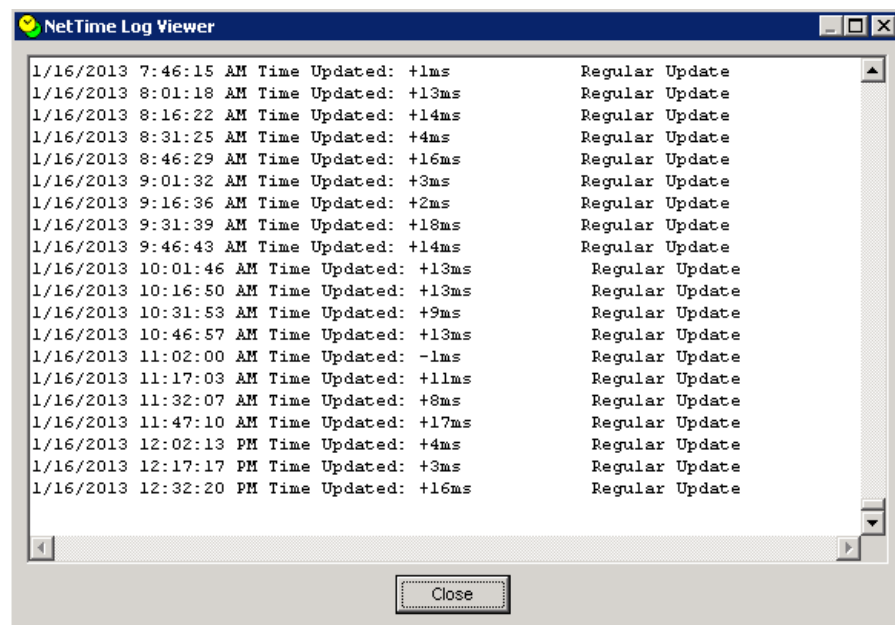 NetTime Log Viewer
1/16/2013 7:46:15 AM Time Updated: +1ms Regular Update
1/16/2013 8:01:18 AM Time Updated: +13ms Regular Update
1/16/2013 8:16:22 AM Time Updated: +14ms Regular Update
1/16/2013 8:31:25 AM Time Updated: +4ms Regular Update
1/16/2013 8:46:29 AM Time Updated: +16ms Regular Update
1/16/2013 9:01:32 AM Time Updated: +3ms Regular Update
1/16/2013 9:16:36 AM Time Updated: +2ms Regular Update
1/16/2013 9:31:39 AM Time Updated: +18ms Regular Update
1/16/2013 9:46:43 AM Time Updated: +14ms Regular Update
1/16/2013 10:01:46 AM Time Updated: +13ms Regular Update
1/16/2013 10:16:50 AM Time Updated: +13ms Regular Update
1/16/2013 10:31:53 AM Time Updated: +9ms Regular Update
1/16/2013 10:46:57 AM Time Updated: +13ms Regular Update
1/16/2013 11:02:00 AM Time Updated: -1ms Regular Update
1/16/2013 11:17:03 AM Time Updated: +11ms Regular Update
1/16/2013 11:32:07 AM Time Updated: +8ms Regular Update
1/16/2013 11:47:10 AM Time Updated: +17ms Regular Update
1/16/2013 12:02:13 PM Time Updated: +4ms Regular Update
1/16/2013 12:17:17 PM Time Updated: +3ms Regular Update
1/16/2013 12:32:20 PM Time Updated: +16ms Regular Update
Close